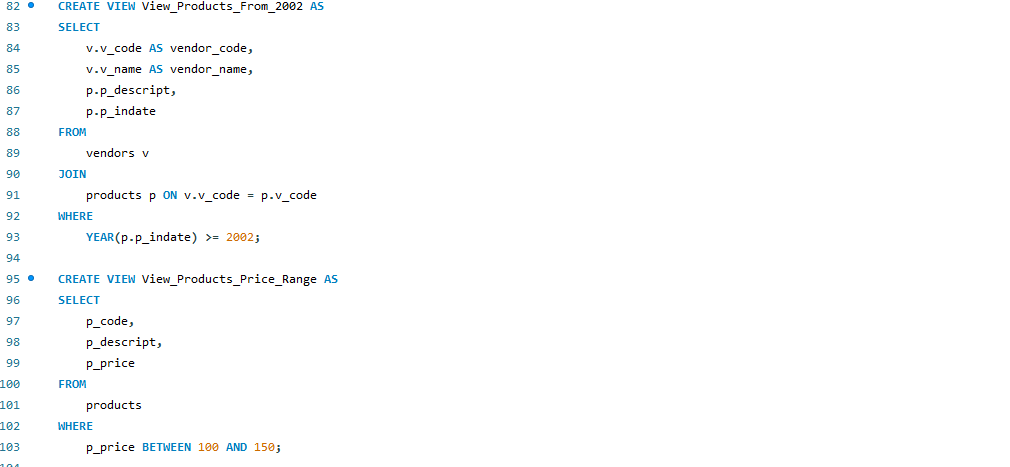 82 CREATE VIEW View_Products_From_2002 AS
83 SELECT
84 v.v_code AS vendor_code,
85 v.v_name AS vendor_name,
86 p.p_descript,
87 p.p_indate
88 FROM
89 vendors v
90 JOIN
91 products p ON v.v_code = p.v_code
92 WHERE
93 YEAR(p.p_indate) >= 2002;
94
95 CREATE VIEW View_Products_Price_Range AS
96 SELECT
97 p_code,
98 p_descript,
99 p_price
100 FROM
101 products
102 WHERE
103 p_price BETWEEN 100 AND 150;